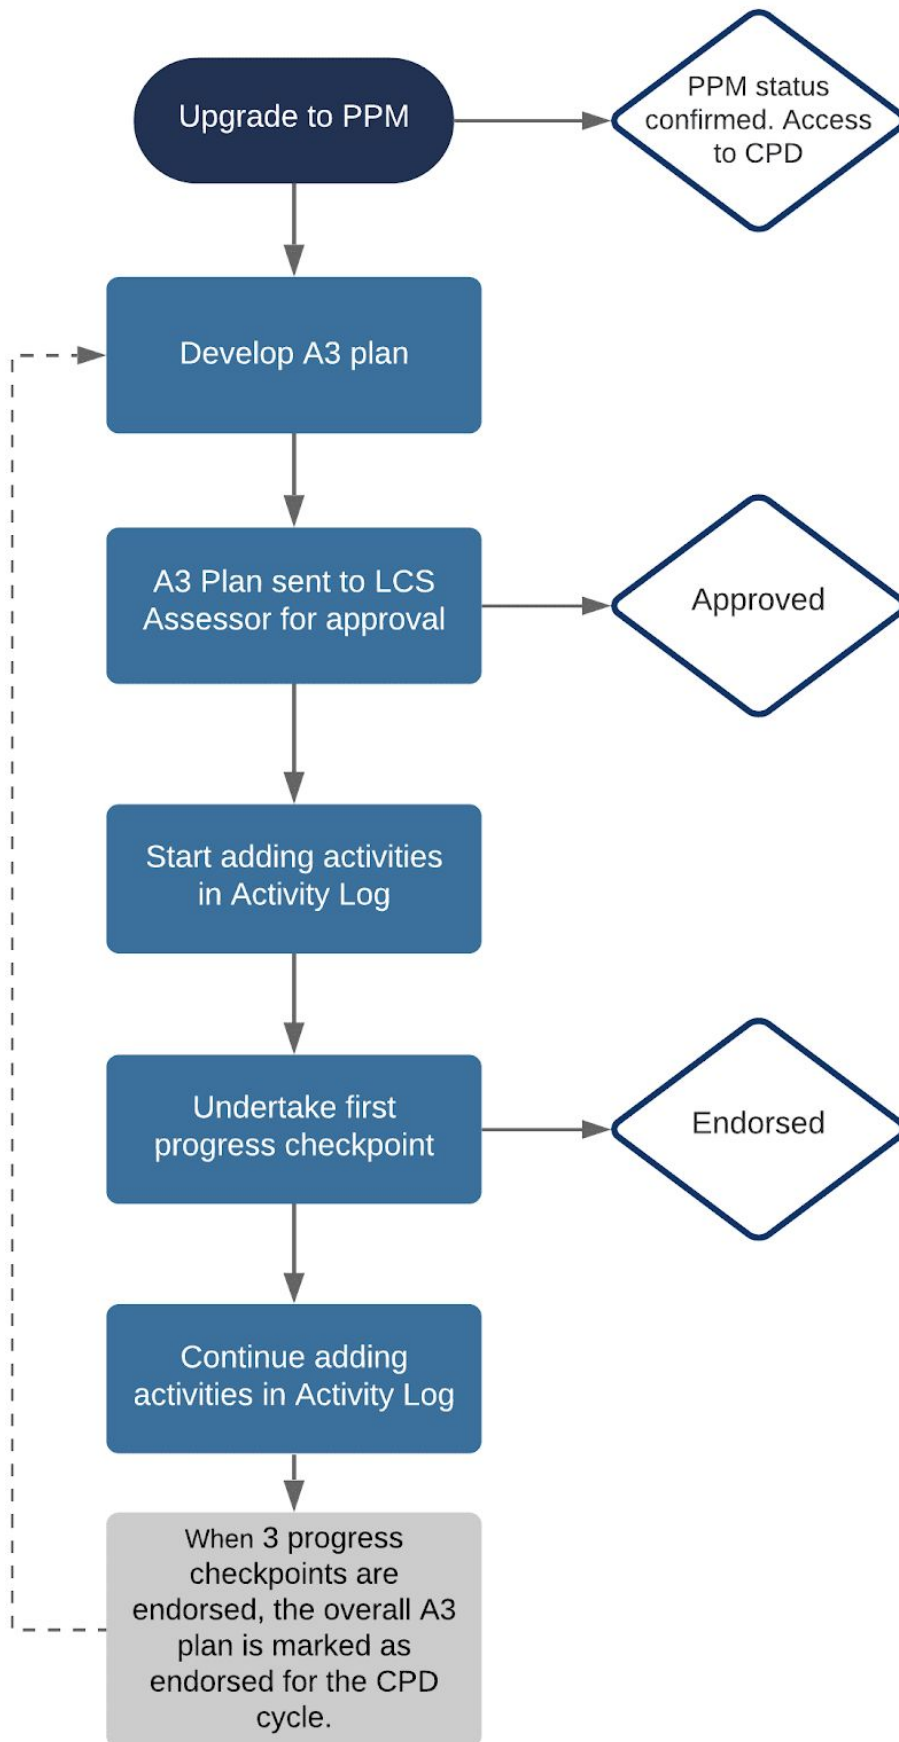 Upgrade to PPM
PPM status
confirmed. Access
to CPD
Develop A3 plan
A3 Plan sent to LCS
Assessor for approval
Approved
Start adding activities
in Activity Log
Undertake first
progress checkpoint
Endorsed
Continue adding
activities in Activity Log
When 3 progress
checkpoints are
endorsed, the overall A3
plan is marked as
endorsed for the CPD
cycle.